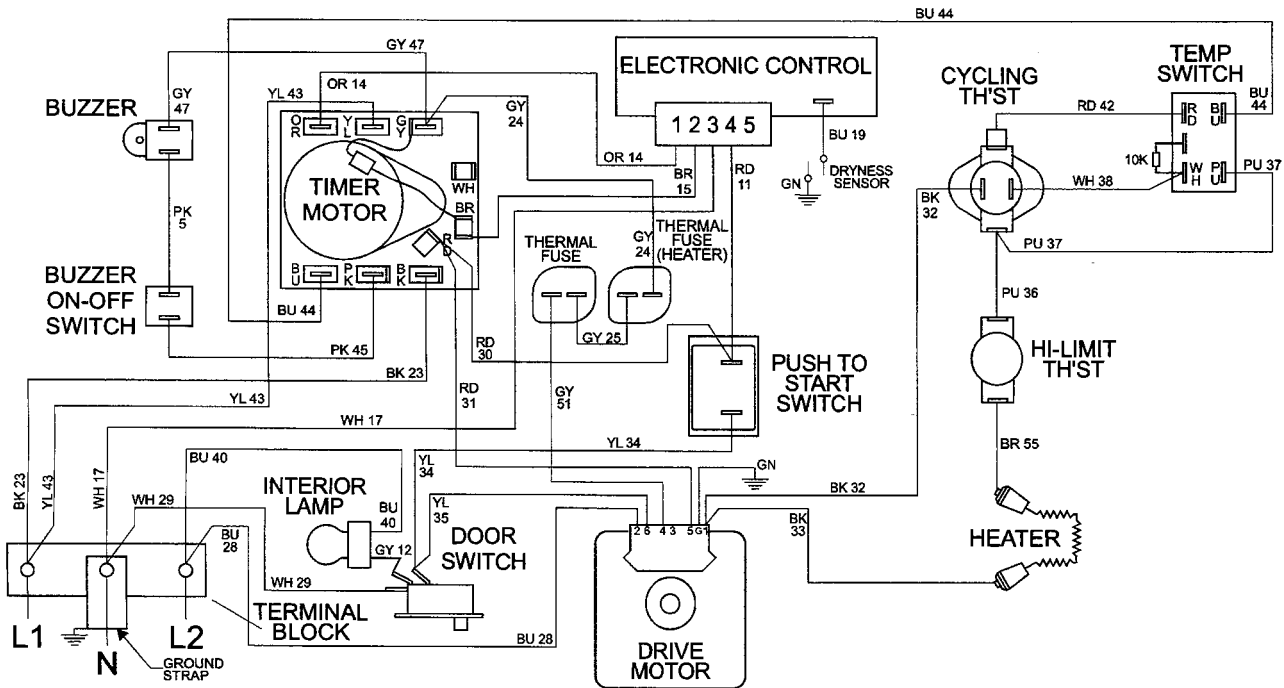 BU 44
GY 47
ELECTRONIC CONTROL
TEMP
SWITCH
CYCLING
TH'ST
OR 14
YL 43
GY
47
BUZZER
OR
YL
GY
GY
24
1 2 3 4 5
BU 19
RD 42
RD
BU
BU
44
TIMER
MOTOR
WH
BR
RD
OR 14
BR
15
RD
11
GN
DRYNESS
SENSOR
10K
WH
PU
PU 37
WH 38
BK
32
PK
5
THERMAL
FUSE
GY
24
THERMAL
FUSE
(HEATER)
PU 37
BUZZER
ON-OFF
SWITCH
BU
PK
BK
BU 44
PU 36
PK 45
RD
30
GY 25
HI-LIMIT
TH'ST
BK 23
RD
31
GY
51
PUSH TO
START
SWITCH
YL 43
WH 17
BU 40
YL 34
YL
34
GN
BR 55
BK 23
YL 43
WH 17
WH 29
INTERIOR
LAMP
BU
40
YL
35
BK 32
BU
28
DOOR
SWITCH
2 6 4 3 5 G 1
BK
33
HEATER
GY 12
WH 29
L1
N
L2
TERMINAL
BLOCK
GROUND
STRAP
BU 28
DRIVE
MOTOR